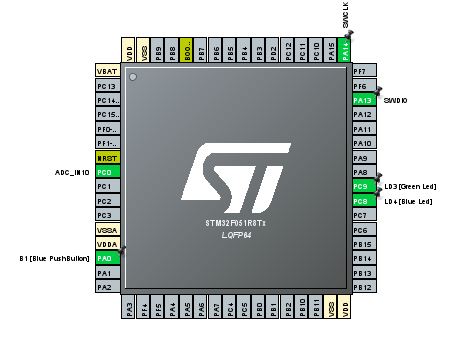 SWCLK
VDD VSS PB9 PB8 BOO.. PB7 PB6 PB5 PB4 PB3 PD2 PC12 PC11 PC10 PA15 PA14
VBAT PF7
PC13 PF6
PC14.. PA13 SWDIO
PC15.. PA12
PF0-.. PA11
PF1-.. PA10
NRST PA9
ADC_IN10 PC0 PA8
PC1 PC9 LD3 [Green Led]
PC2 PC8 LD4 [Blue Led]
PC3 PC7
STM32F051R8Tx
VSSA PC6
LQFP64
VDDA PB15
B1 [Blue PushButton] PA0 PB14
PA1 PB13
PA2 PB12
PA3 PF4 PF5 PA4 PA5 PA6 PA7 PC4 PC5 PB0 PB1 PB2 PB10 PB11 VSS VDD